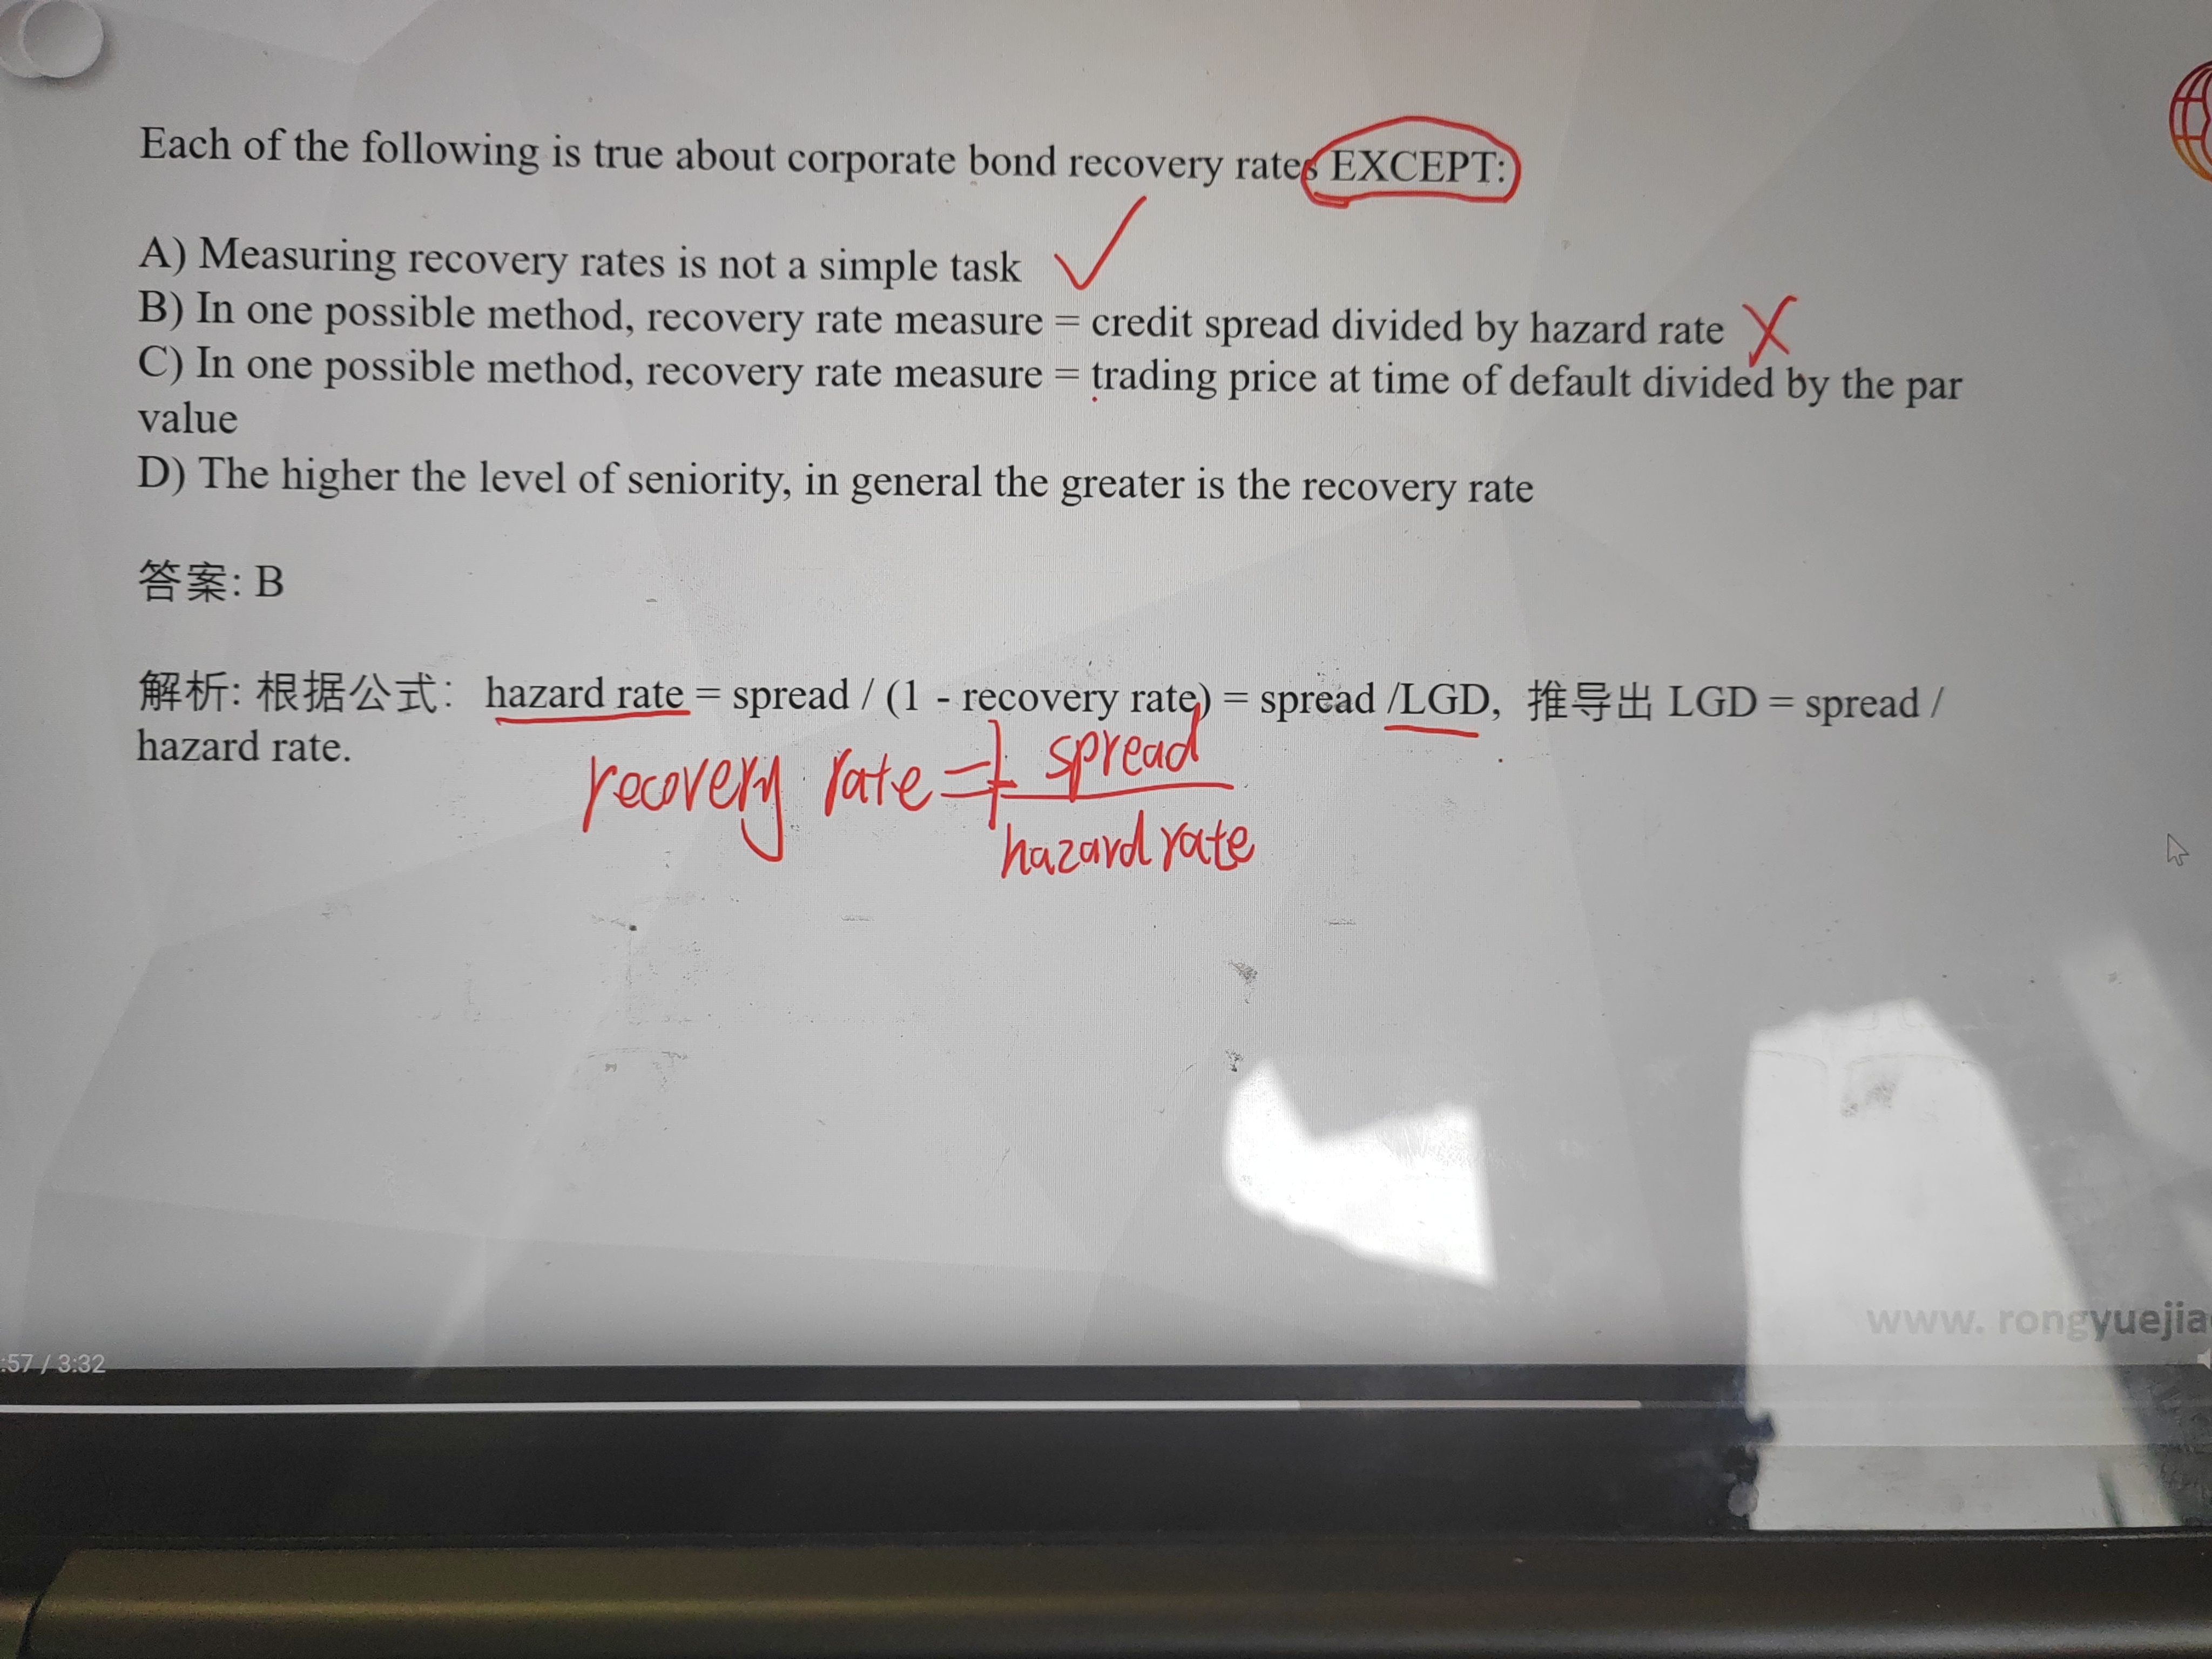 Each of the following is true about corporate bond recovery rates EXCEPT:
A) Measuring recovery rates is not a simple task
B) In one possible method, recovery rate measure = credit spread divided by hazard rate
C) In one possible method, recovery rate measure = trading price at time of default divided by the par
value
D) The higher the level of seniority, in general the greater is the recovery rate
答案: B
解析: 根据公式: hazard rate = spread / (1 - recovery rate) = spread /LGD, 推导出 LGD = spread /
hazard rate.
recovery rate = 1 - spread
hazard rate
www. rongyuejia
:57 / 3:32